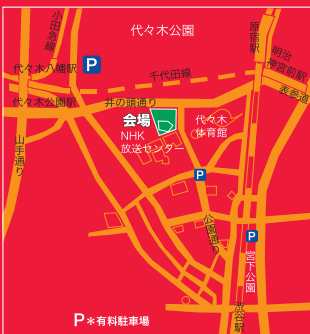 代々木公園
小田急線
原宿駅
明治
神宮前駅
代々木八幡駅
P
千代田線
表参道
代々木公園駅
井の頭通り
会場
NHK
放送センター
代々木
体育館
山手通り
P
公園通り
P
宮下公園
渋谷駅
P＊有料駐車場